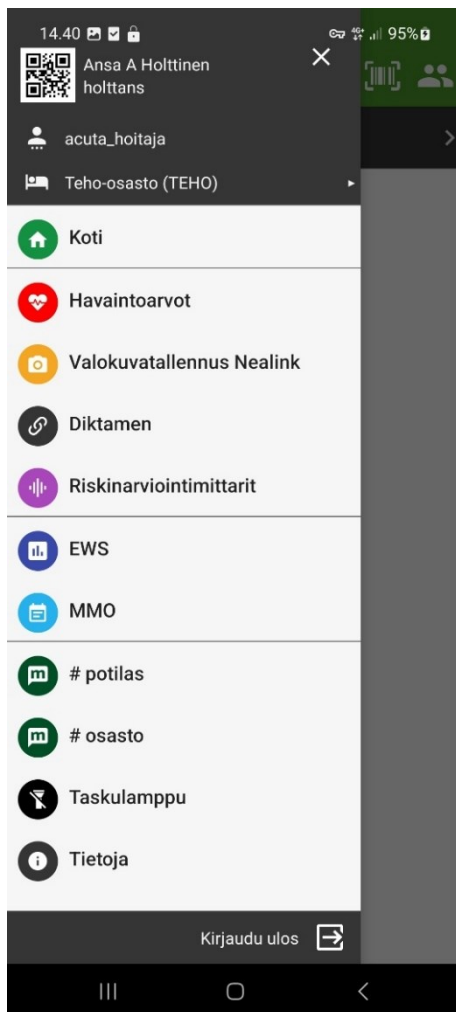 14.40 4G+ 95%
Ansa A Holttinen
holttans
acuta_hoitaja
Teho-osasto (TEHO)
Koti
Havaintoarvot
Valokuvatallennus Nealink
Diktamen
Riskinarviointimittarit
EWS
MMO
# potilas
# osasto
Taskulamppu
Tietoja
Kirjaudu ulos